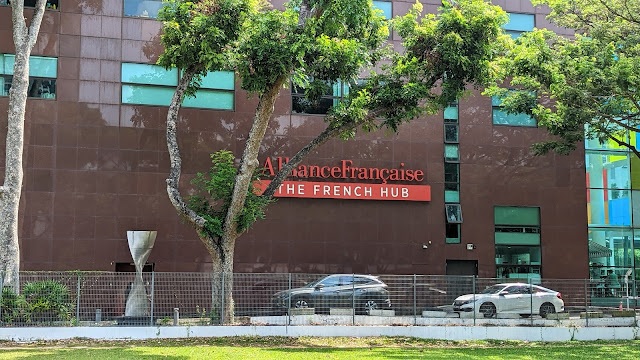 AllianceFrançaise
THE FRENCH HUB